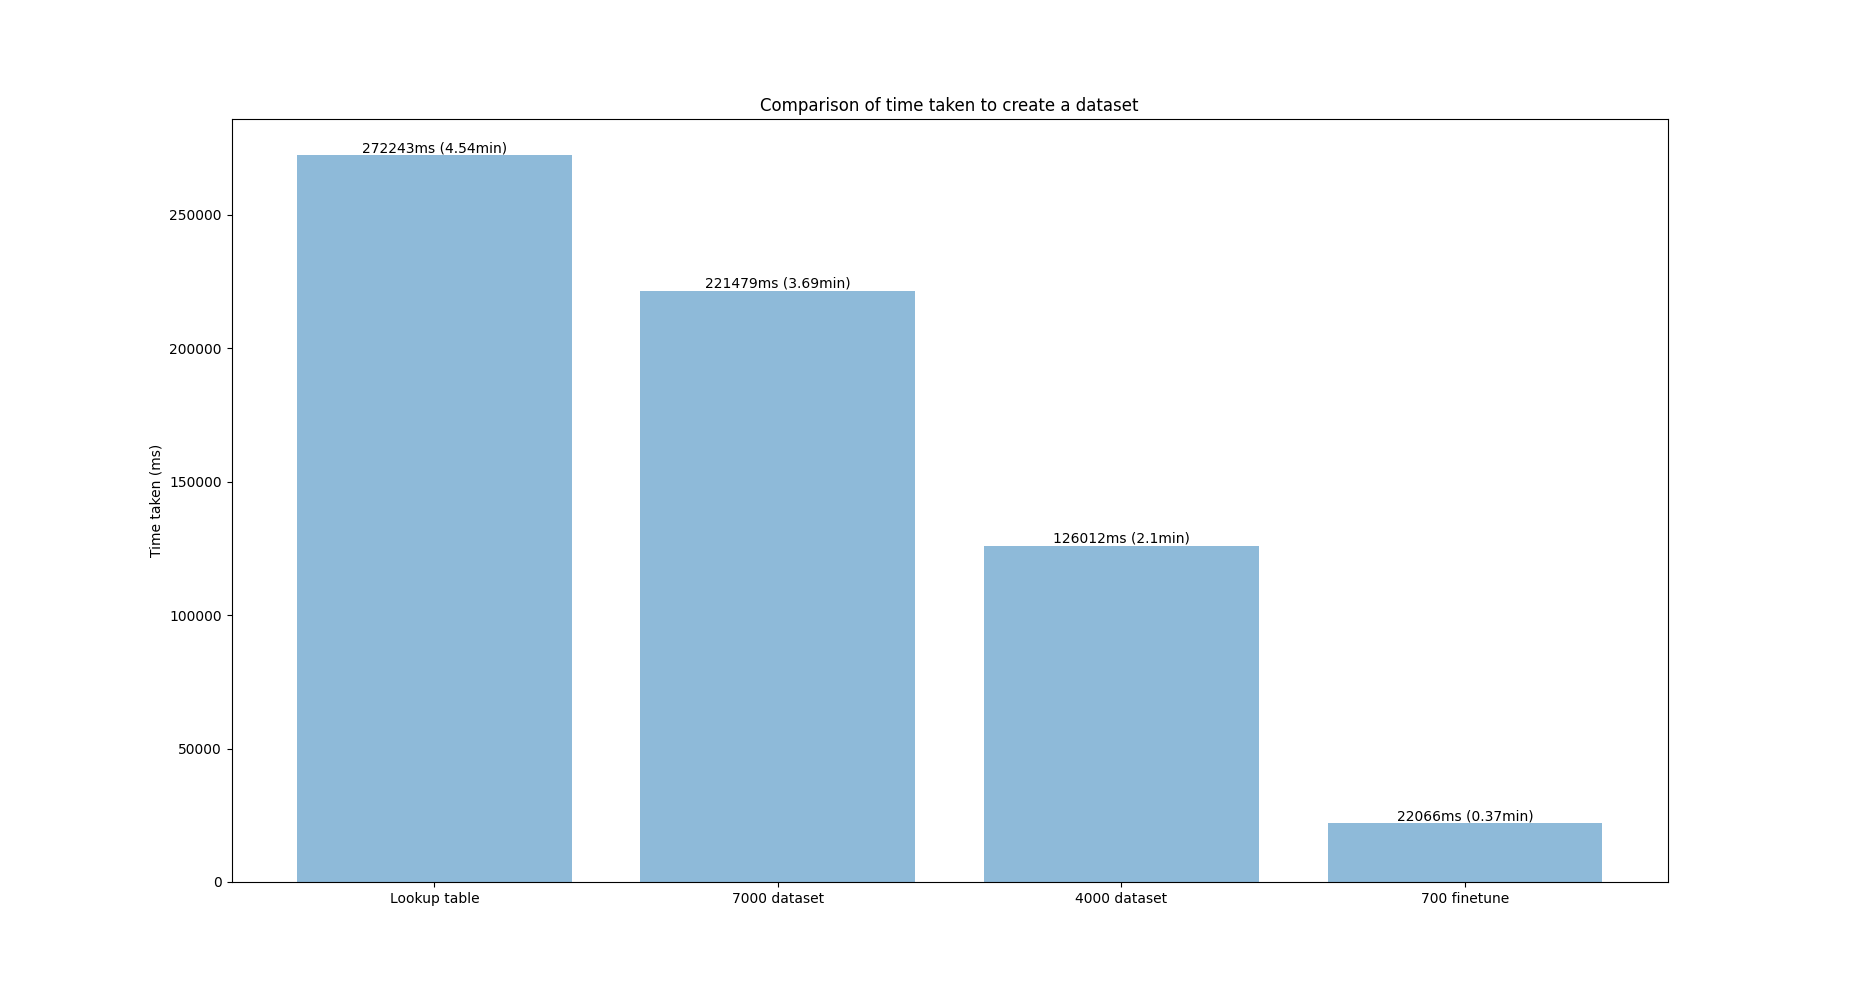 Comparison of time taken to create a dataset
272243ms (4.54min)
221479ms (3.69min)
126012ms (2.1min)
22066ms (0.37min)
Time taken (ms)
250000
200000
150000
100000
50000
0
Lookup table
7000 dataset
4000 dataset
700 finetune